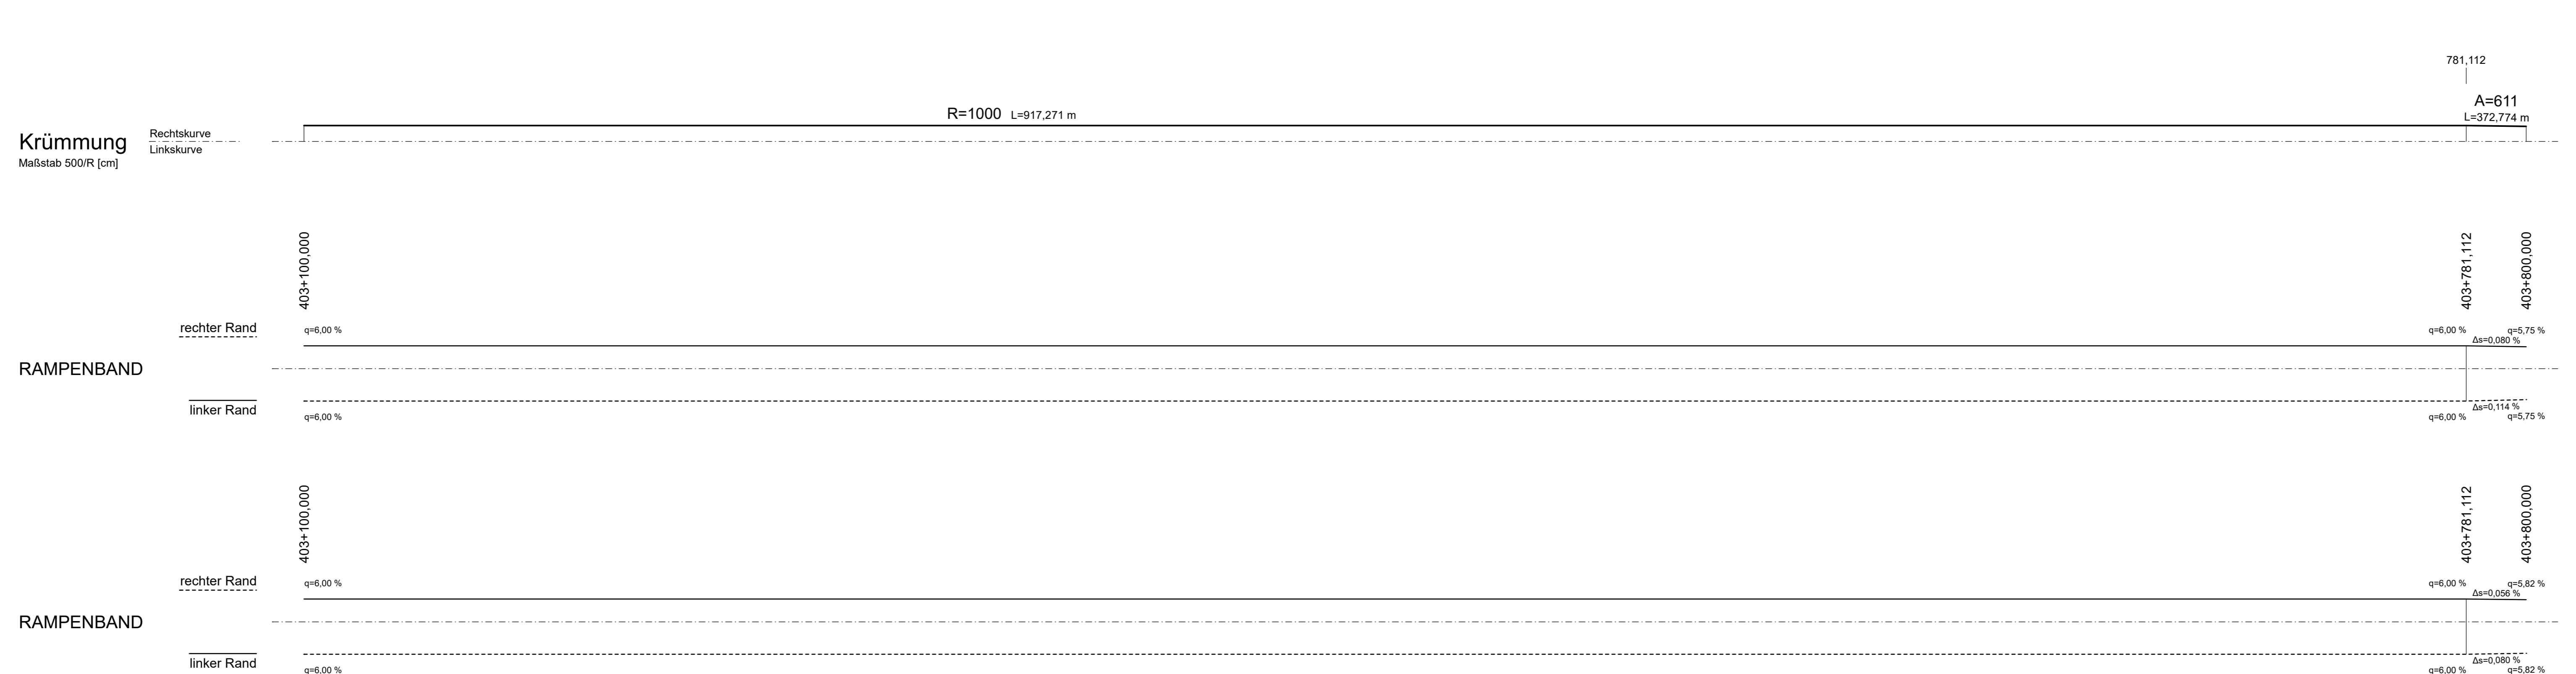 781,112
A=611
R=1000 L=917,271 m
L=372,774 m
Krümmung
Rechtskurve
Linkskurve
Maßstab 500/R [cm]
403+100,000
403+781,112
403+800,000
rechter Rand
q=6,00 %
q=6,00 %
q=5,75 %
Δs=0,080 %
RAMPENBAND
linker Rand
Δs=0,114 %
q=6,00 %
q=6,00 %
q=5,75 %
403+100,000
403+781,112
403+800,000
rechter Rand
q=6,00 %
q=6,00 %
q=5,82 %
Δs=0,056 %
RAMPENBAND
linker Rand
Δs=0,080 %
q=6,00 %
q=6,00 %
q=5,82 %